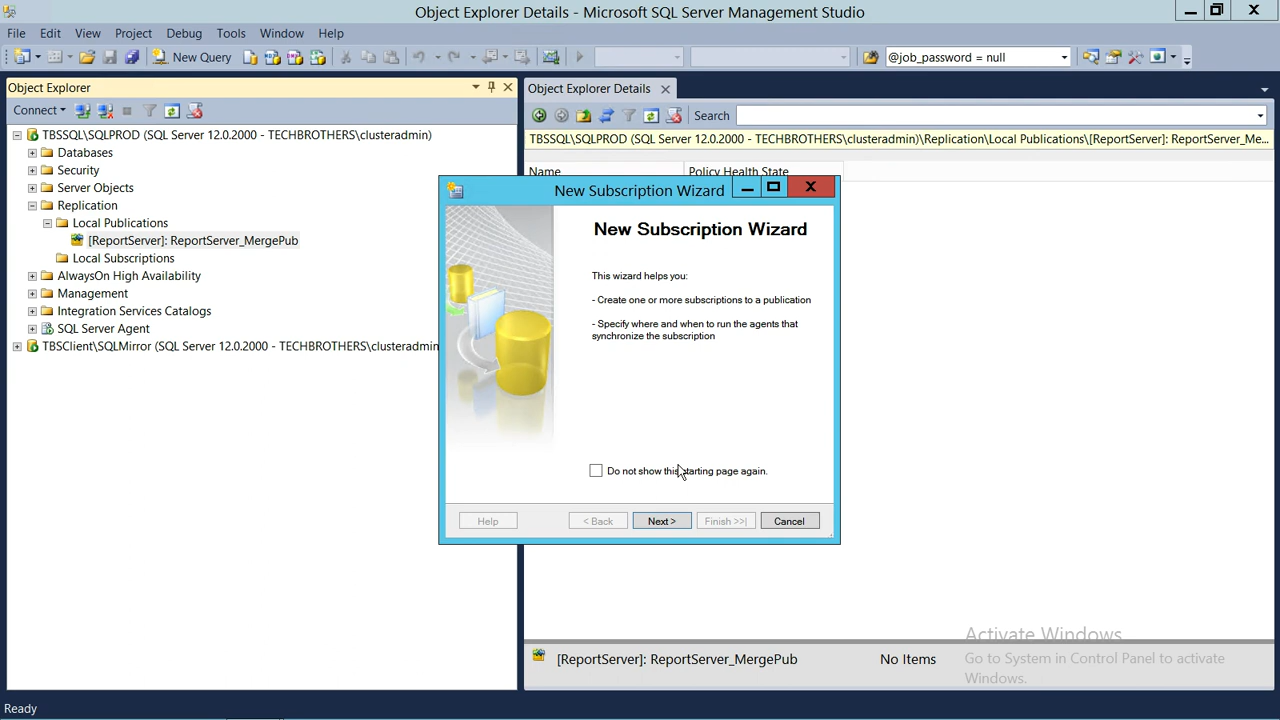 Object Explorer Details - Microsoft SQL Server Management Studio
File Edit View Project Debug Tools Window Help
New Query @job_password = null
Object Explorer
Connect
TBSSQL\SQLPROD (SQL Server 12.0.2000 - TECHBROTHERS\clusteradmin)
Databases
Security
Server Objects
Replication
Local Publications
[ReportServer]: ReportServer_MergePub
Local Subscriptions
AlwaysOn High Availability
Management
Integration Services Catalogs
SQL Server Agent
TBSClient\SQLMirror (SQL Server 12.0.2000 - TECHBROTHERS\clusteradmin
Object Explorer Details
Search
TBSSQL\SQLPROD (SQL Server 12.0.2000 - TECHBROTHERS\clusteradmin)\Replication\Local Publications\[ReportServer]: ReportServer_Me...
Name Policy Health State
New Subscription Wizard
New Subscription Wizard
This wizard helps you:
- Create one or more subscriptions to a publication
- Specify where and when to run the agents that
synchronize the subscription
Do not show this starting page again.
Help < Back Next > Finish >>| Cancel
[ReportServer]: ReportServer_MergePub No Items
Activate Windows
Go to System in Control Panel to activate
Windows.
Ready